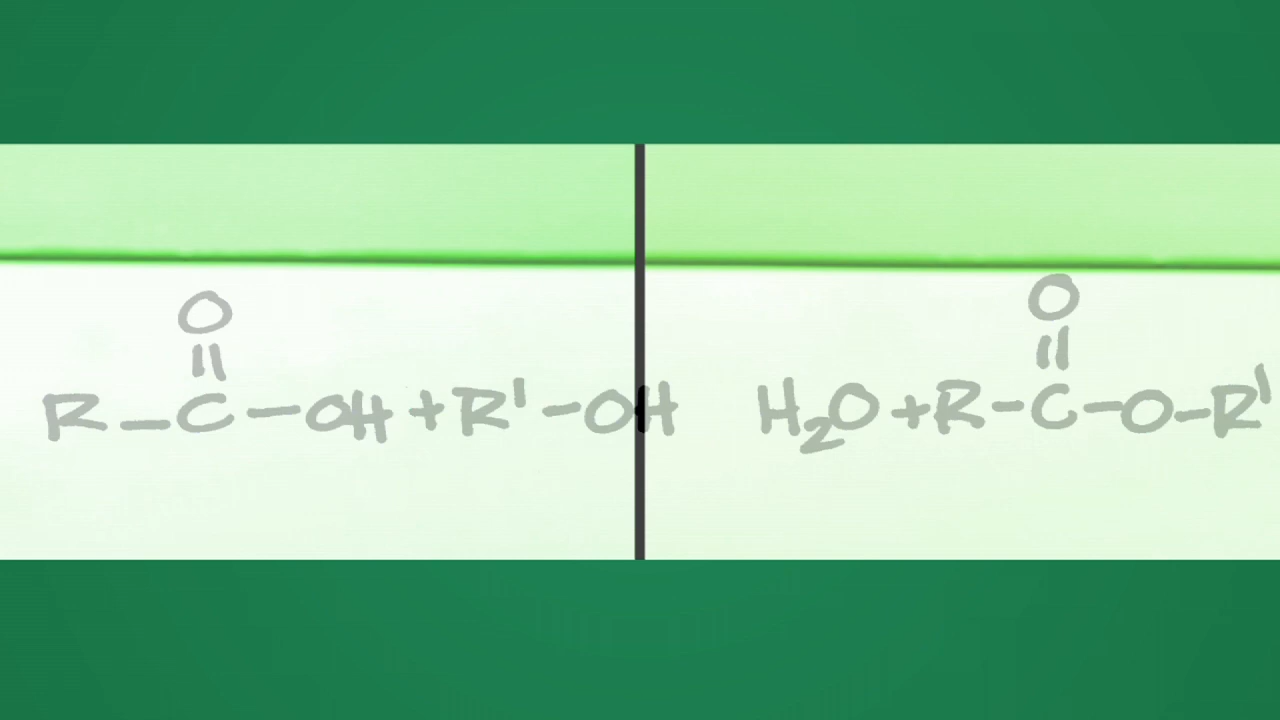 O O
|| ||
R-C-OH+R'-OH H₂O+R-C-O-R'